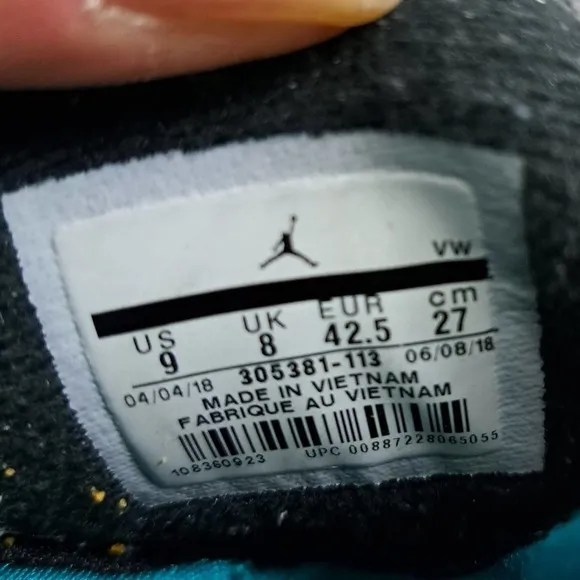 VW
US UK EUR cm
9 8 42.5 27
04/04/18 305381-113 06/08/18
MADE IN VIETNAM
FABRIQUE AU VIETNAM
108360923 UPC 00887228065055